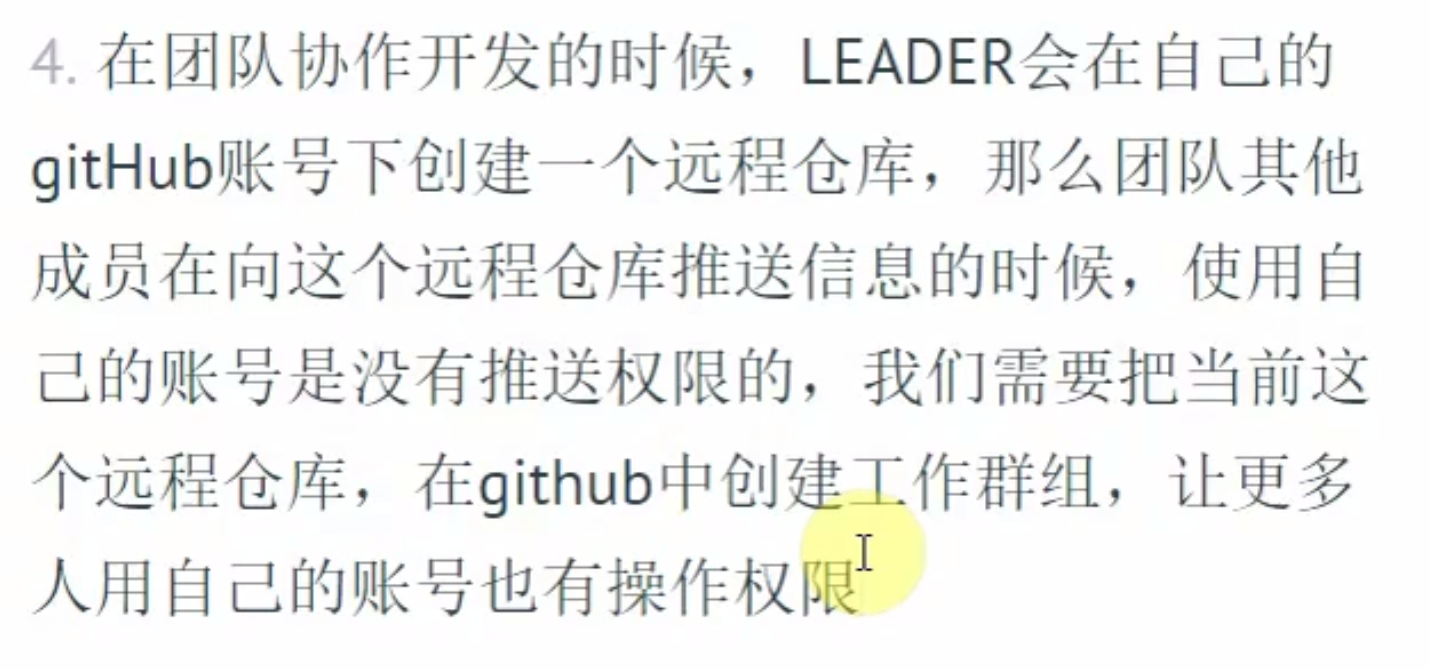 4. 在团队协作开发的时候，LEADER会在自己的
gitHub账号下创建一个远程仓库，那么团队其他
成员在向这个远程仓库推送信息的时候，使用自
己的账号是没有推送权限的，我们需要把当前这
个远程仓库，在github中创建工作群组，让更多
人用自己的账号也有操作权限